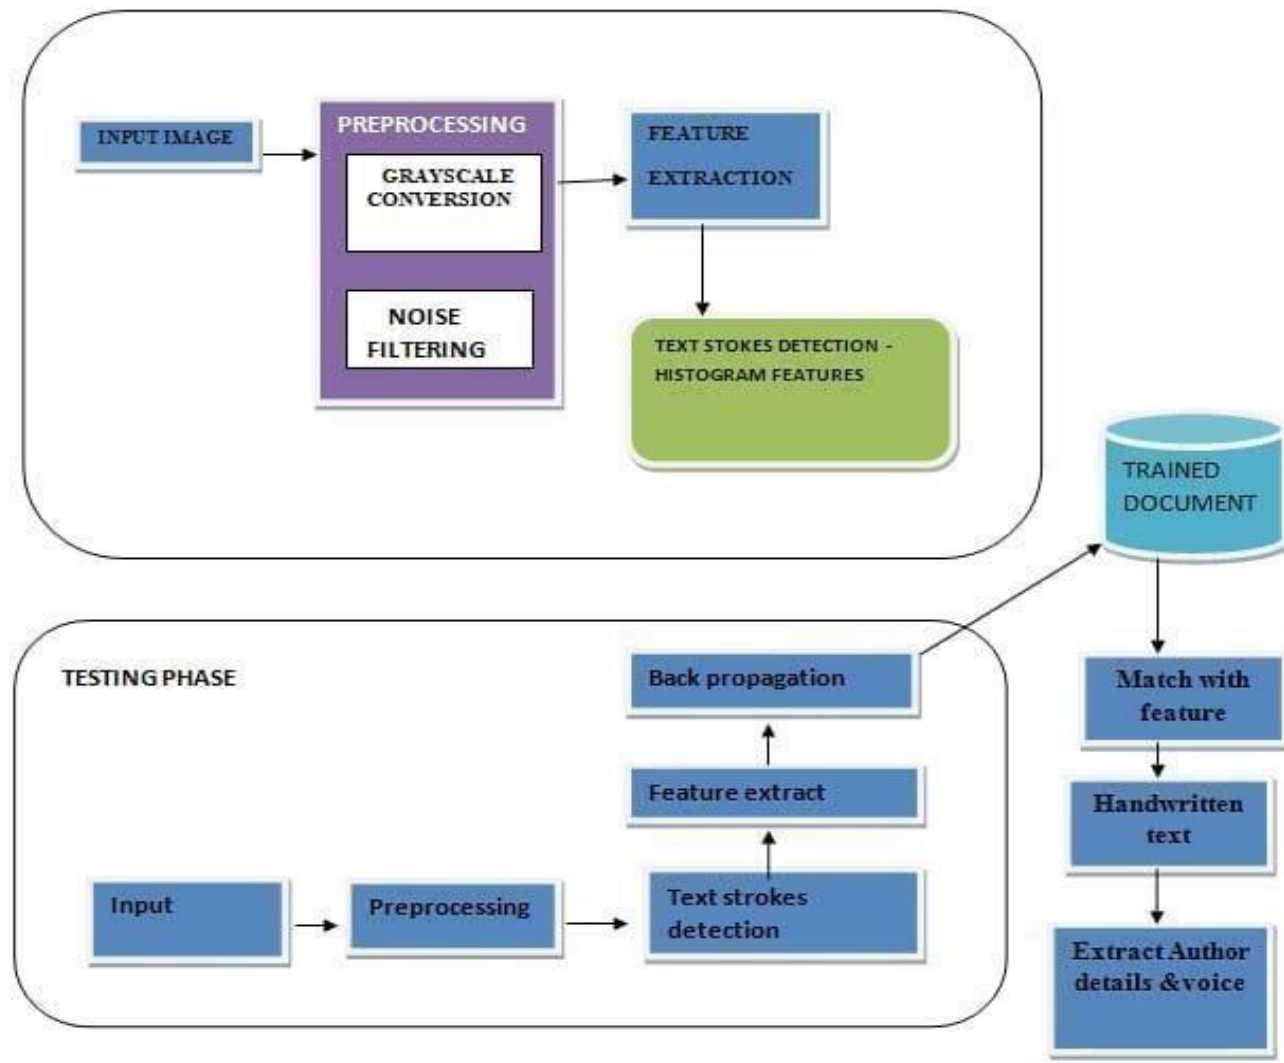 INPUT IMAGE
PREPROCESSING
GRAYSCALE
CONVERSION
NOISE
FILTERING
FEATURE
EXTRACTION
TEXT STOKES DETECTION -
HISTOGRAM FEATURES
TRAINED
DOCUMENT
TESTING PHASE
Back propagation
Feature extract
Input
Preprocessing
Text strokes
detection
Match with
feature
Handwritten
text
Extract Author
details &voice